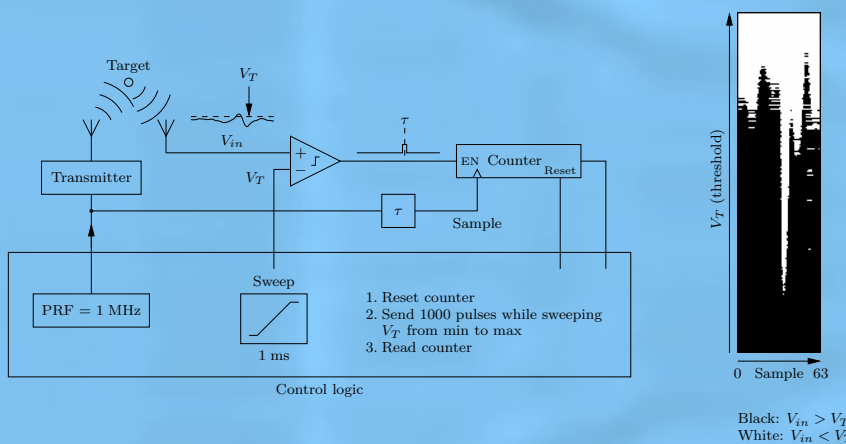 Target
V_T
V_in
V_T
Transmitter
+
−
τ
EN Counter
Reset
τ
Sample
PRF = 1 MHz
Sweep
1 ms
1. Reset counter
2. Send 1000 pulses while sweeping
V_T from min to max
3. Read counter
Control logic
V_T (threshold)
0 Sample 63
Black: V_in > V_T
White: V_in <